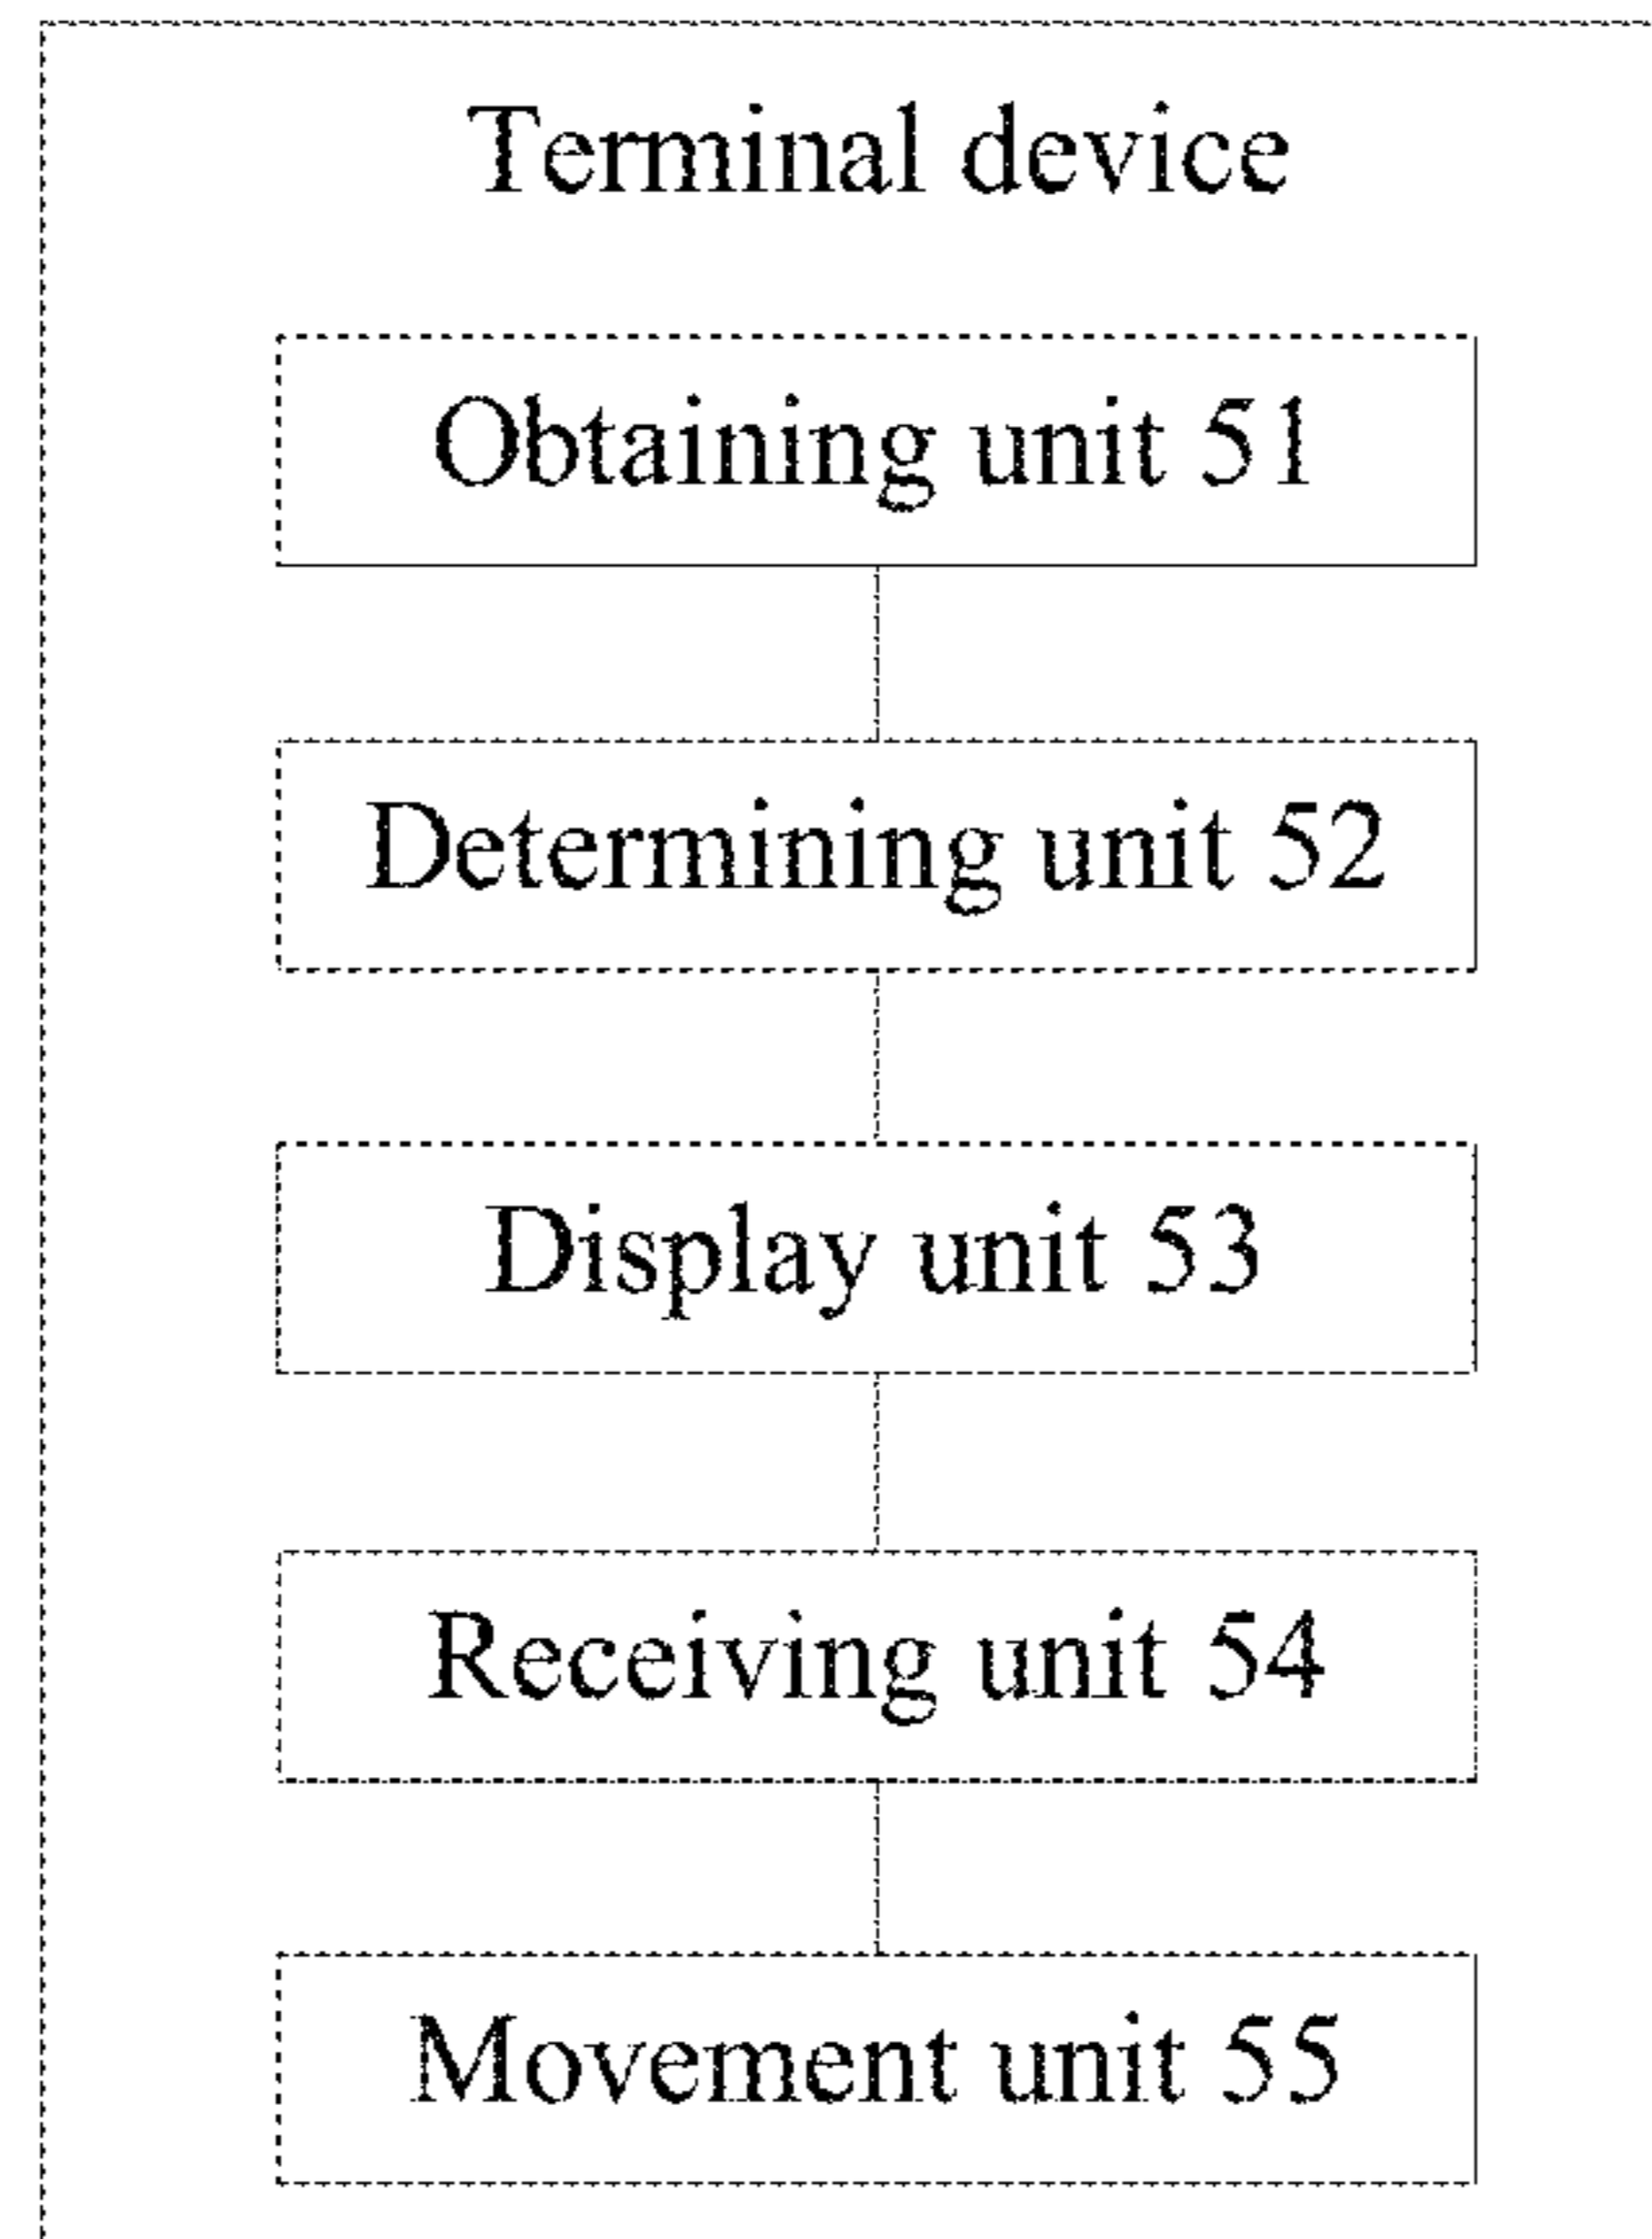 Terminal device
Obtaining unit 51
Determining unit 52
Display unit 53
Receiving unit 54
Movement unit 55